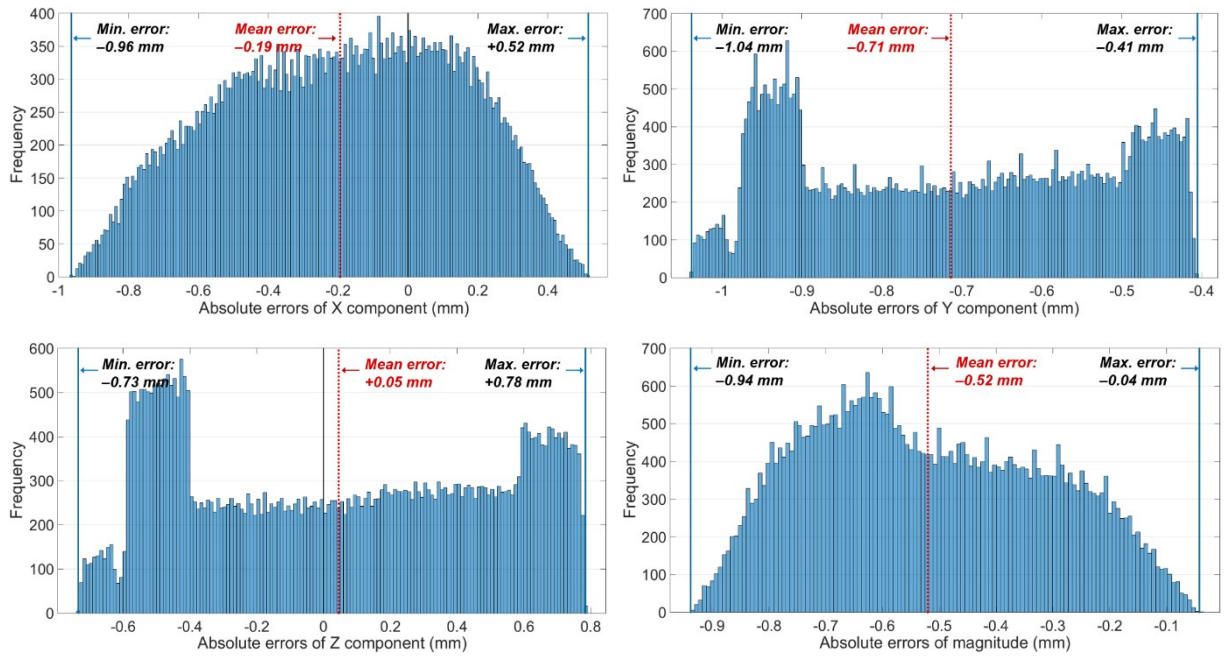 Min. error:
–0.96 mm
Mean error:
–0.19 mm
Max. error:
+0.52 mm
400
350
300
250
200
150
100
50
0
Frequency
-1
-0.8
-0.6
-0.4
-0.2
0
0.2
0.4
Absolute errors of X component (mm)
Min. error:
–1.04 mm
Mean error:
–0.71 mm
Max. error:
–0.41 mm
700
600
500
400
300
200
100
0
Frequency
-1
-0.9
-0.8
-0.7
-0.6
-0.5
-0.4
Absolute errors of Y component (mm)
Min. error:
–0.73 mm
Mean error:
+0.05 mm
Max. error:
+0.78 mm
600
500
400
300
200
100
0
Frequency
-0.6
-0.4
-0.2
0
0.2
0.4
0.6
0.8
Absolute errors of Z component (mm)
Min. error:
–0.94 mm
Mean error:
–0.52 mm
Max. error:
–0.04 mm
700
600
500
400
300
200
100
0
Frequency
-0.9
-0.8
-0.7
-0.6
-0.5
-0.4
-0.3
-0.2
-0.1
Absolute errors of magnitude (mm)